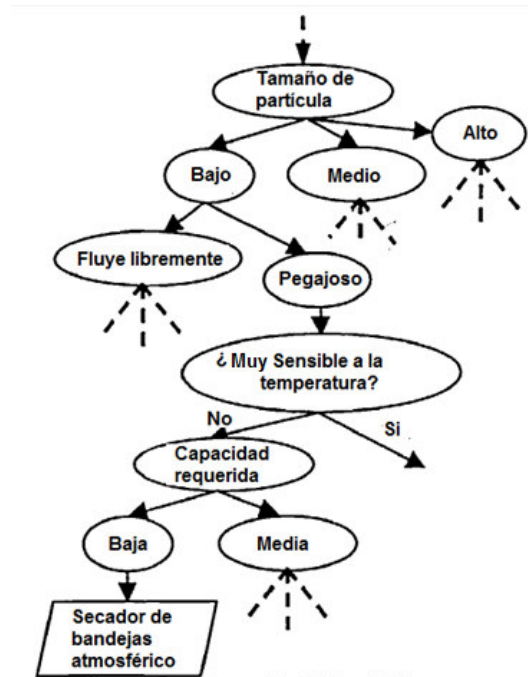 Tamaño de
partícula
Alto
Bajo
Medio
Fluye libremente
Pegajoso
¿Muy Sensible a la
temperatura?
No
Si
Capacidad
requerida
Baja
Media
Secador de
bandejas
atmosférico